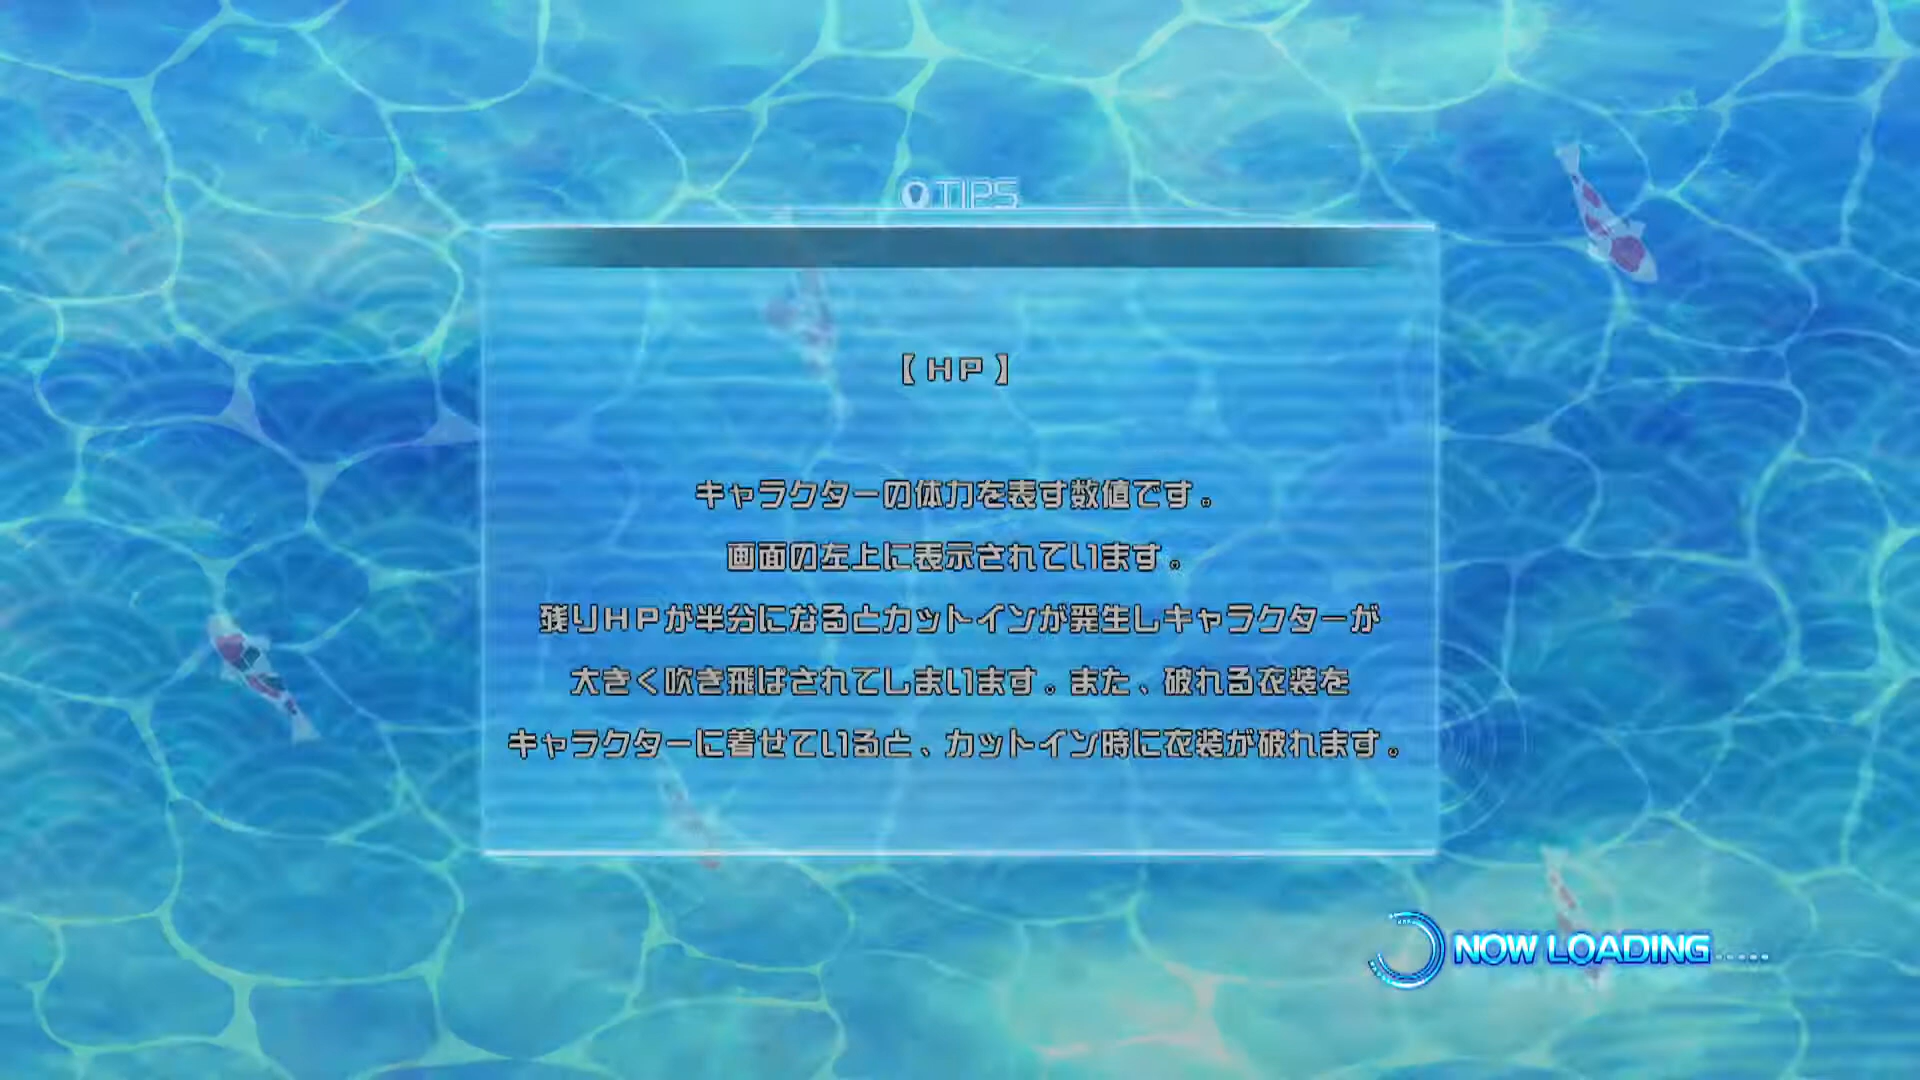 TIPS
【HP】
キャラクターの体力を表す数値です。
画面の左上に表示されています。
残りHPが半分になるとカットインが発生しキャラクターが
大きく吹き飛ばされてしまいます。また、破れる衣装を
キャラクターに着せていると、カットイン時に衣装が破れます。
NOW LOADING.....